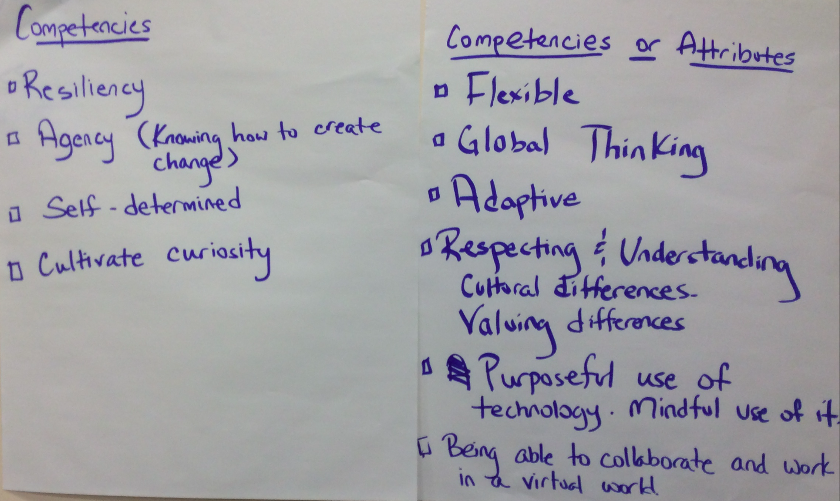 Competencies
Resiliency
Agency (Knowing how to create
change)
Self-determined
Cultivate curiosity
Competencies or Attributes
Flexible
Global Thinking
Adaptive
Respecting & Understanding
Cultural differences.
Valuing differences
Purposeful use of
technology. Mindful use of it.
Being able to collaborate and work
in a virtual world